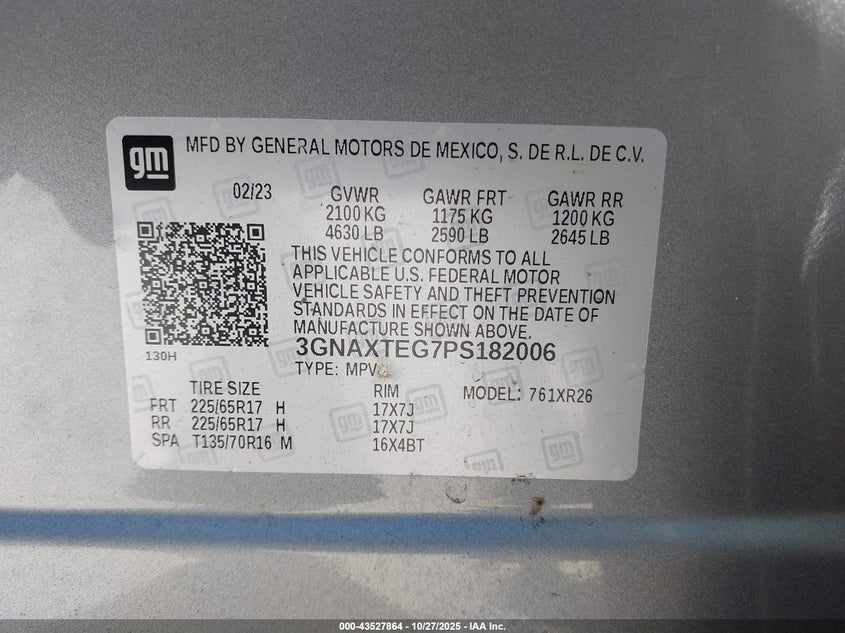 gm
MFD BY GENERAL MOTORS DE MEXICO, S. DE R.L. DE C.V.
02/23 GVWR GAWR FRT GAWR RR
2100 KG 1175 KG 1200 KG
4630 LB 2590 LB 2645 LB
THIS VEHICLE CONFORMS TO ALL
APPLICABLE U.S. FEDERAL MOTOR
VEHICLE SAFETY AND THEFT PREVENTION
STANDARDS IN EFFECT ON THE DATE OF
MANUFACTURE SHOWN ABOVE.
130H
3GNAXTEG7PS182006
TYPE: MPV
TIRE SIZE RIM MODEL: 761XR26
FRT 225/65R17 H 17X7J
RR 225/65R17 H 17X7J
SPA T135/70R16 M 16X4BT
000-43527864 - 10/27/2025 - IAA Inc.